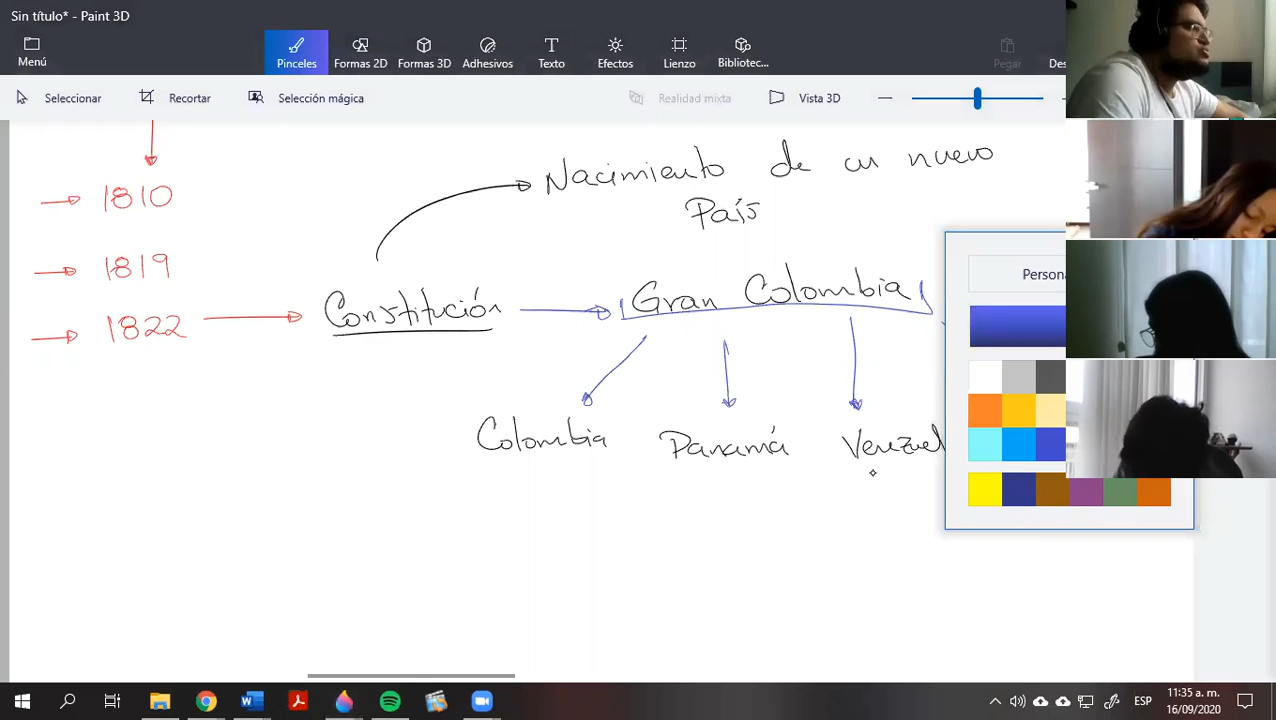 Sin título* - Paint 3D
Menú
Pinceles
Formas 2D
Formas 3D
Adhesivos
Texto
Efectos
Lienzo
Bibliotec...
Pegar
Des
Seleccionar
Recortar
Selección mágica
Realidad mixta
Vista 3D
Nacimiento de un nuevo
País
1810
1819
1822
Constitución
Gran Colombia
Colombia
Panamá
Venezuel
Persona
ESP
11:35 a. m.
16/09/2020